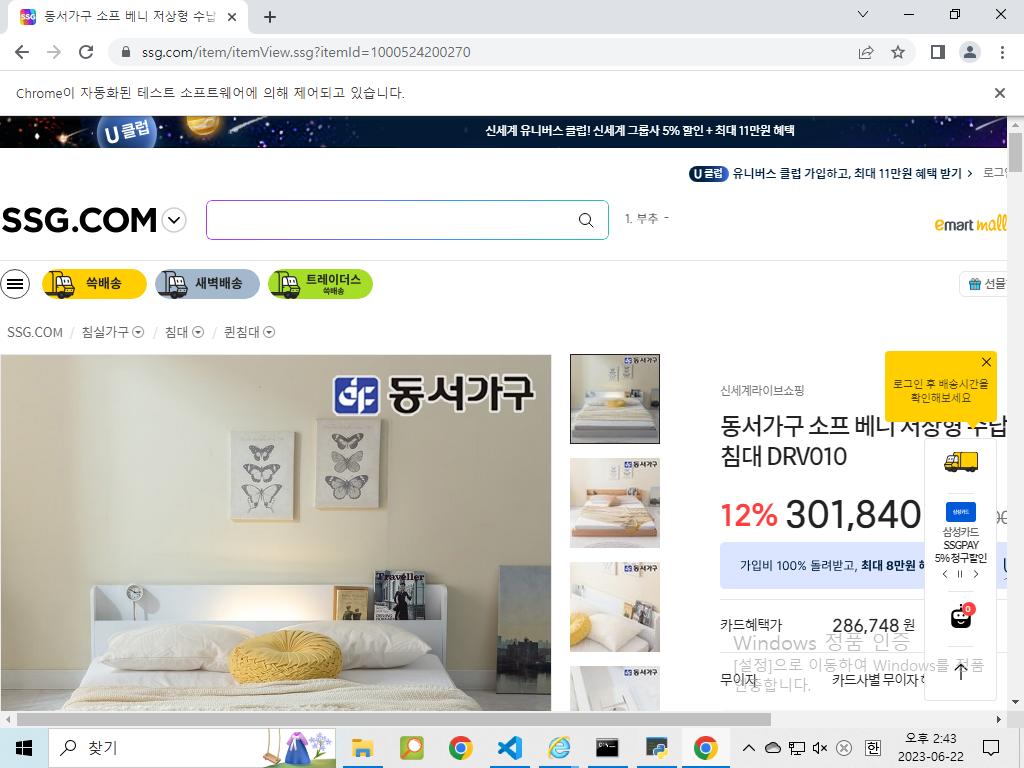 동서가구 소프 베니 저상형 수납
ssg.com/item/itemView.ssg?itemId=1000524200270
Chrome이 자동화된 테스트 소프트웨어에 의해 제어되고 있습니다.
U 클럽
신세계 유니버스 클럽! 신세계 그룹사 5% 할인 + 최대 11만원 혜택
U 클럽 유니버스 클럽 가입하고, 최대 11만원 혜택 받기 >
SSG.COM
1. 부추 -
emart mall
쓱배송
새벽배송
트레이더스
쓱배송
선물
SSG.COM / 침실가구 / 침대 / 퀸침대
동서가구
신세계라이브쇼핑
로그인 후 배송시간을
확인해보세요
동서가구 소프 베니 저상형 수납
침대 DRV010
12% 301,840
삼성카드
삼성카드
SSGPAY
5% 청구할인
가입비 100% 돌려받고, 최대 8만원
카드혜택가 286,748 원
0
무이자 카드사별 무이자
Traveller
Windows 정품 인증
[설정]으로 이동하여 Windows를 정품
인증합니다.
찾기
오후 2:43
2023-06-22
한